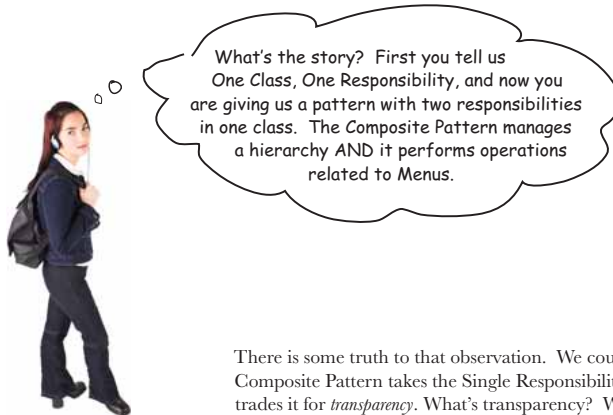 What's the story? First you tell us
One Class, One Responsibility, and now you
are giving us a pattern with two responsibilities
in one class. The Composite Pattern manages
a hierarchy AND it performs operations
related to Menus.
There is some truth to that observation. We cou
Composite Pattern takes the Single Responsibili
trades it for transparency. What's transparency? W